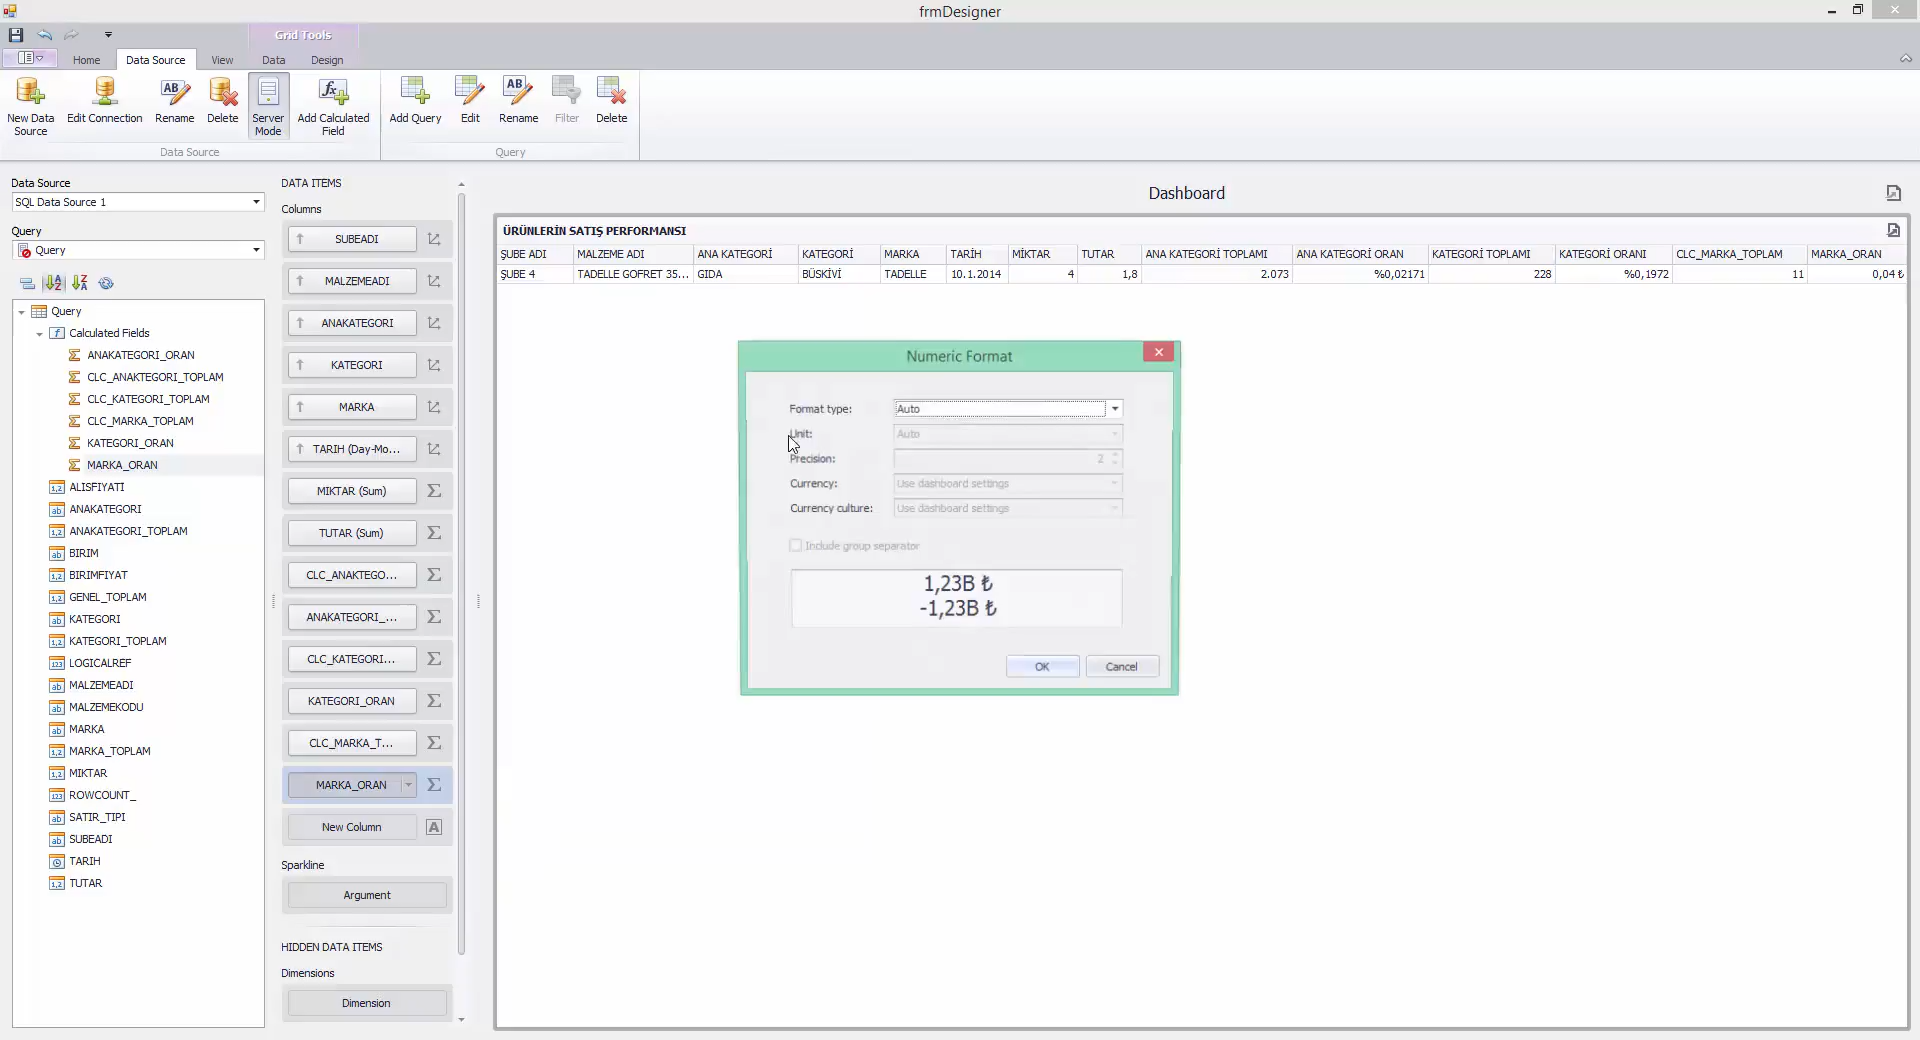 frmDesigner
Grid Tools
Home Data Source View Data Design
New Data Source
Edit Connection
Rename
Delete
Server Mode
Add Calculated Field
Add Query
Edit
Rename
Filter
Delete
Data Source
Query
Data Source
SQL Data Source 1
Query
Query
Query
Calculated Fields
ANAKATEGORI_ORAN
CLC_ANAKTEGORI_TOPLAM
CLC_KATEGORI_TOPLAM
CLC_MARKA_TOPLAM
KATEGORI_ORAN
MARKA_ORAN
ALISFIYATI
ANAKATEGORI
ANAKATEGORI_TOPLAM
BIRIM
BIRIMFIYAT
GENEL_TOPLAM
KATEGORI
KATEGORI_TOPLAM
LOGICALREF
MALZEMEADI
MALZEMEKODU
MARKA
MARKA_TOPLAM
MIKTAR
ROWCOUNT_
SATIR_TIPI
SUBEADI
TARIH
TUTAR
DATA ITEMS
Columns
SUBEADI
MALZEMEADI
ANAKATEGORI
KATEGORI
MARKA
TARIH (Day-Mo...
MIKTAR (Sum)
TUTAR (Sum)
CLC_ANAKTEGO...
ANAKATEGORI_...
CLC_KATEGORI...
KATEGORI_ORAN
CLC_MARKA_T...
MARKA_ORAN
New Column
Sparkline
Argument
HIDDEN DATA ITEMS
Dimensions
Dimension
Dashboard
ÜRÜNLERİN SATIŞ PERFORMANSI
ŞUBE ADI MALZEME ADI ANA KATEGORİ KATEGORİ MARKA TARİH MİKTAR TUTAR ANA KATEGORİ TOPLAMI ANA KATEGORİ ORAN KATEGORİ TOPLAMI KATEGORİ ORANI CLC_MARKA_TOPLAM MARKA_ORAN
ŞUBE 4 TADELLE GOFRET 35... GIDA BÜSKİVİ TADELLE 10.1.2014 4 1,8 2.073 %0,02171 228 %0,1972 11 0,04 ₺
Numeric Format
Format type: Auto
Unit: Auto
Precision: 2
Currency: Use dashboard settings
Currency culture: Use dashboard settings
Include group separator
1,23B ₺
-1,23B ₺
OK Cancel